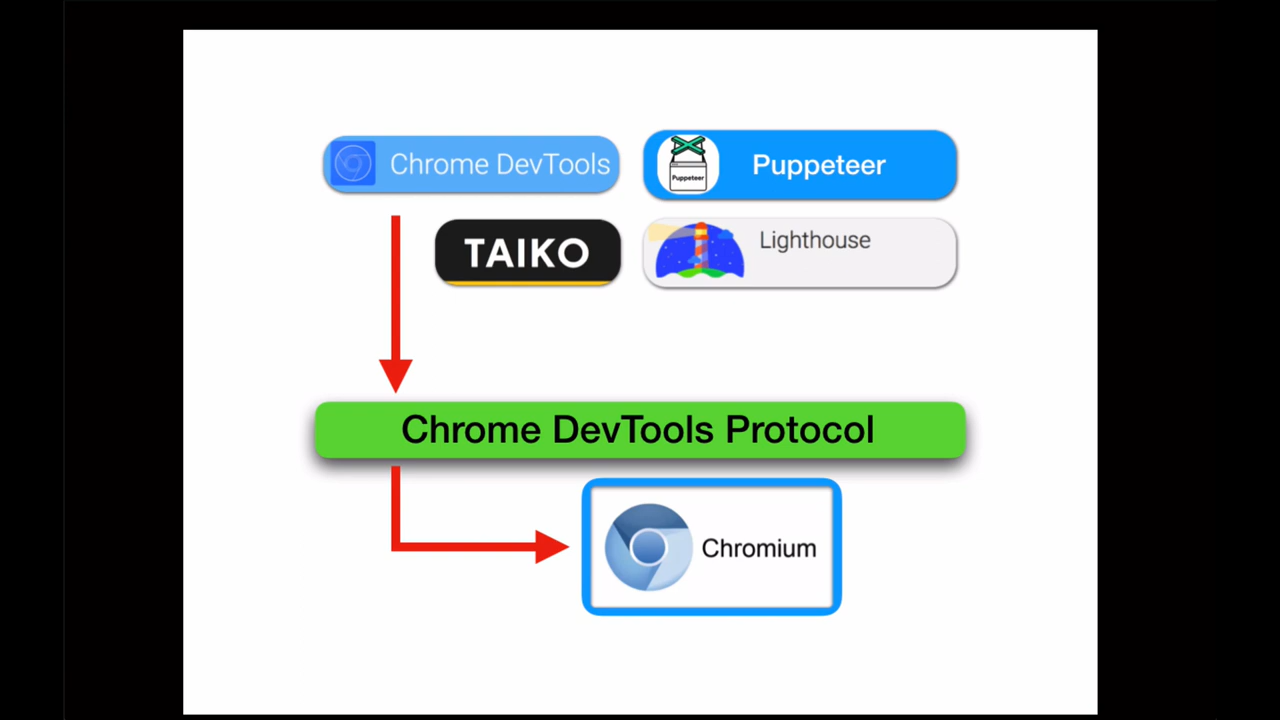 Chrome DevTools
Puppeteer
Puppeteer
TAIKO
Lighthouse
Chrome DevTools Protocol
Chromium